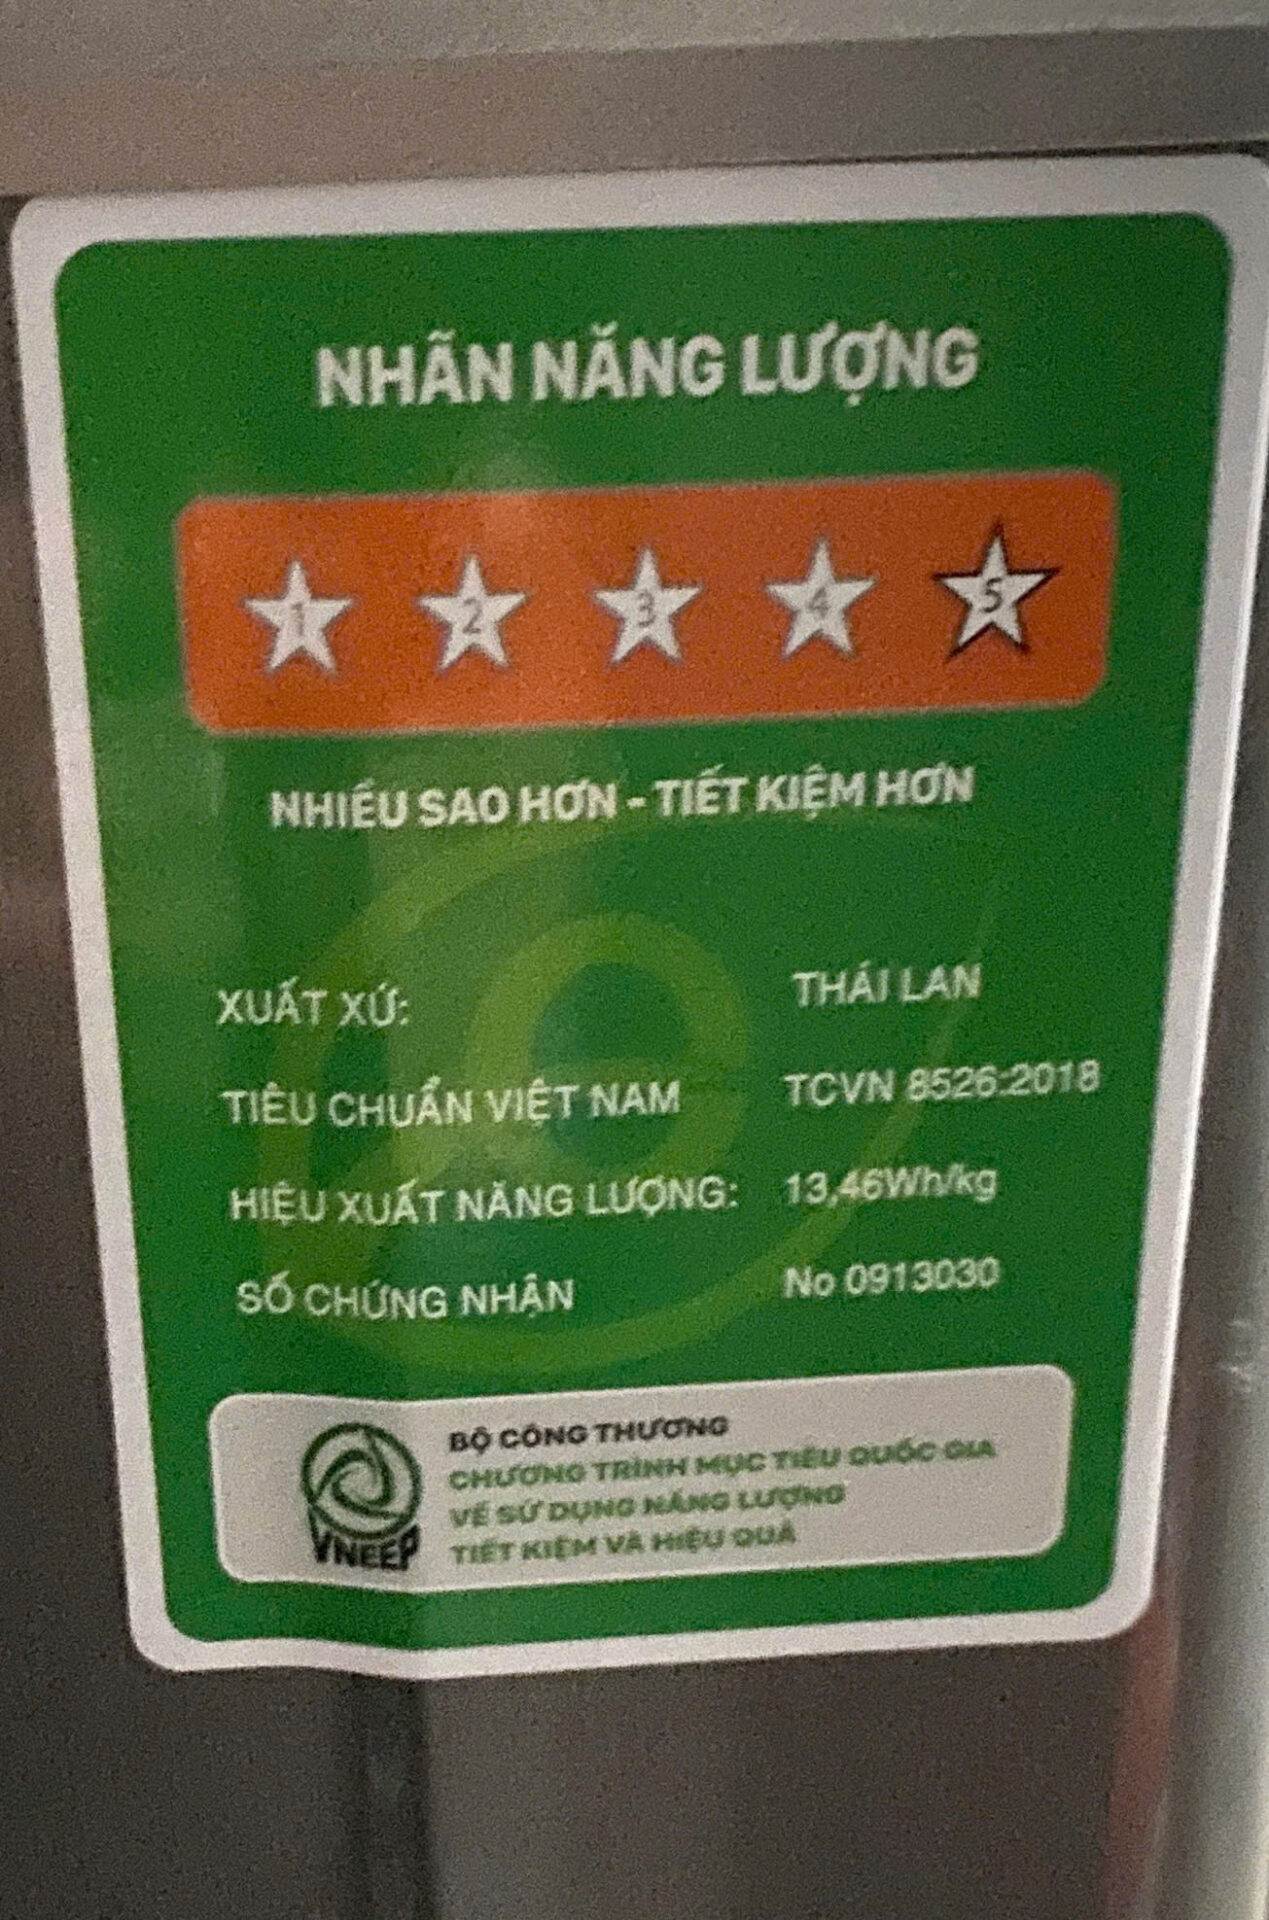 NHÃN NĂNG LƯỢNG
1 2 3 4 5
NHIỀU SAO HƠN - TIẾT KIỆM HƠN
XUẤT XỨ: THÁI LAN
TIÊU CHUẨN VIỆT NAM TCVN 8526:2018
HIỆU XUẤT NĂNG LƯỢNG: 13,46Wh/kg
SỐ CHỨNG NHẬN No 0913030
VNEEP
BỘ CÔNG THƯƠNG
CHƯƠNG TRÌNH MỤC TIÊU QUỐC GIA
VỀ SỬ DỤNG NĂNG LƯỢNG
TIẾT KIỆM VÀ HIỆU QUẢ